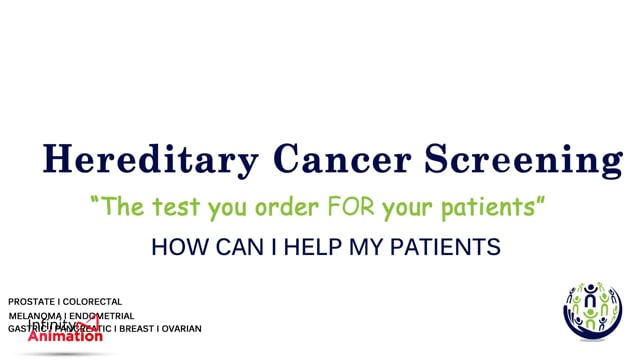 Hereditary Cancer Screening
“The test you order FOR your patients”
HOW CAN I HELP MY PATIENTS
PROSTATE I COLORECTAL
MELANOMA I ENDOMETRIAL
GASTRIC I PANCREATIC I BREAST I OVARIAN
Infinity
Animation